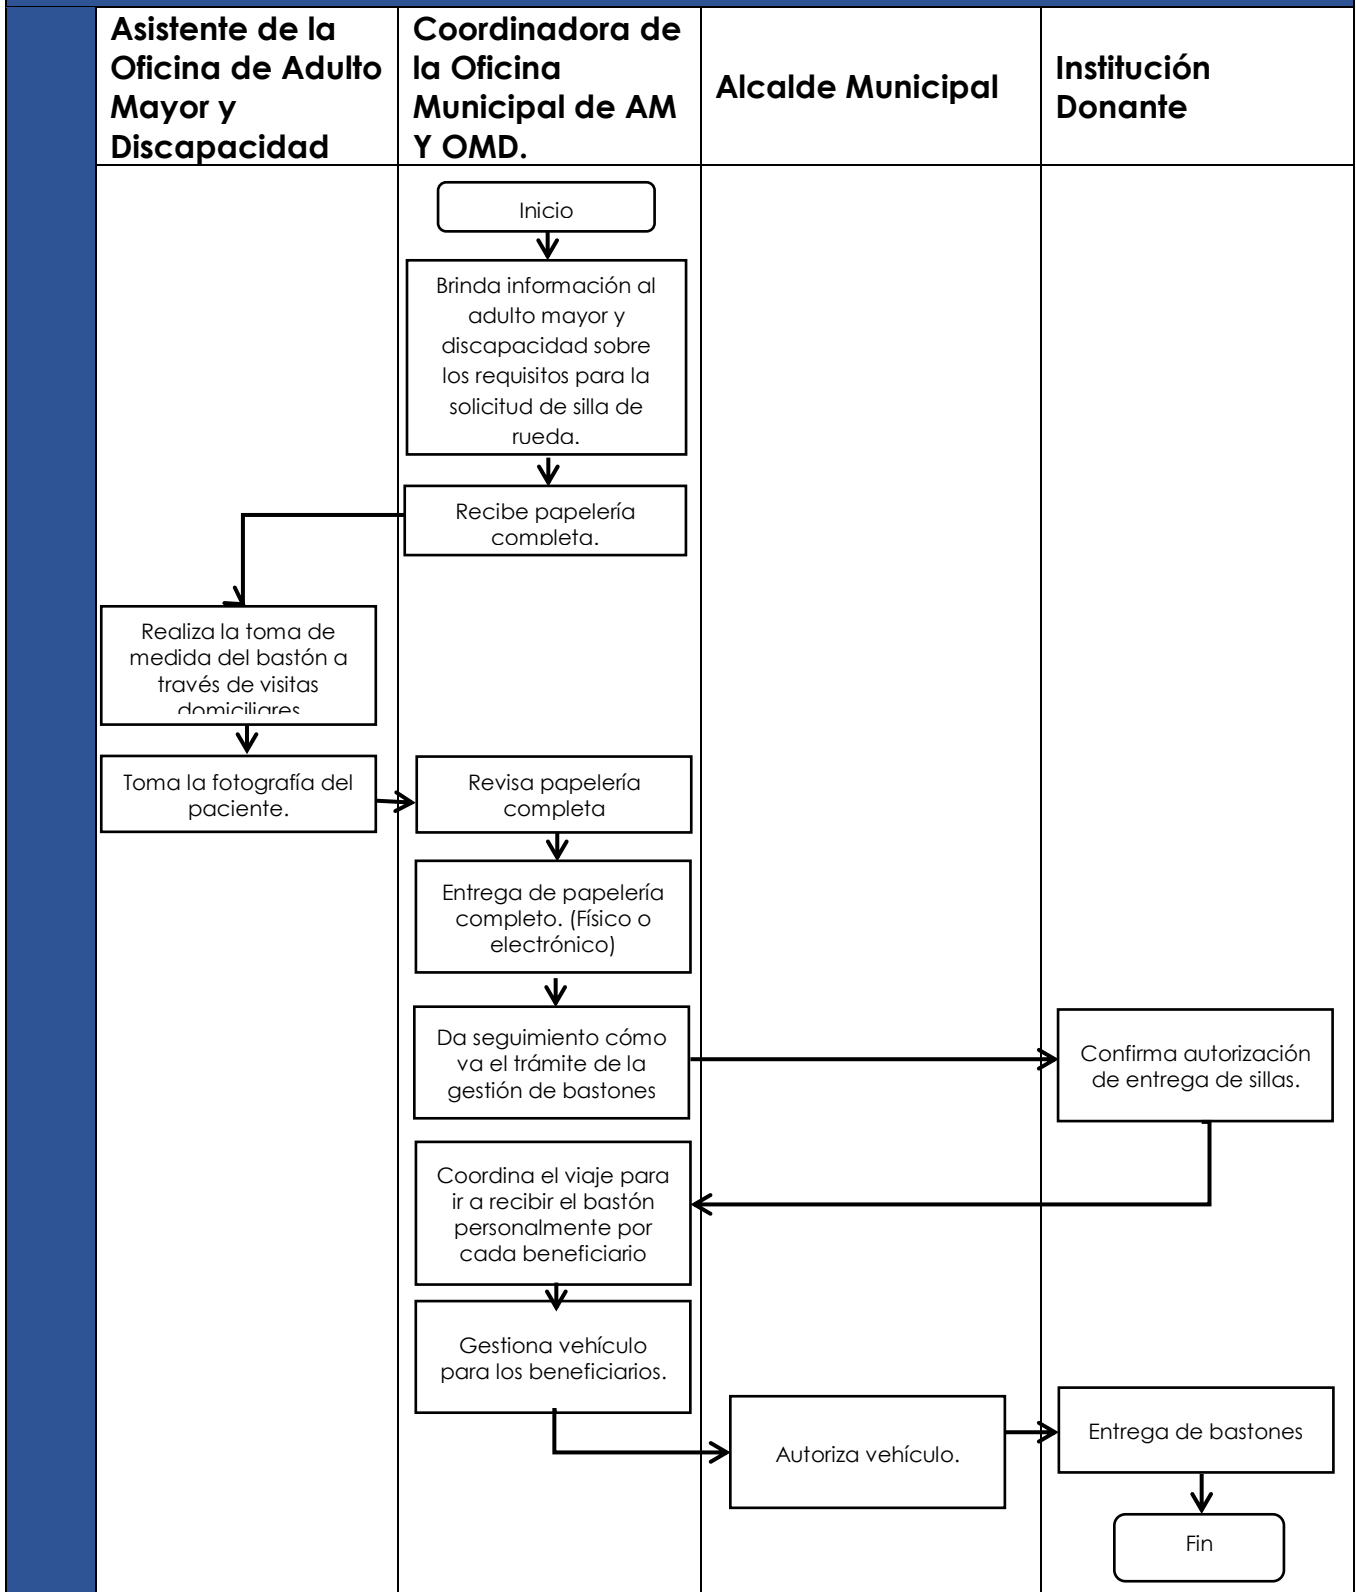 Asistente de la
Oficina de Adulto
Mayor y
Discapacidad
Coordinadora de
la Oficina
Municipal de AM
Y OMD.
Alcalde Municipal
Institución
Donante
Inicio
Brinda información al
adulto mayor y
discapacidad sobre
los requisitos para la
solicitud de silla de
rueda.
Recibe papelería
completa.
Realiza la toma de
medida del bastón a
través de visitas
domiciliares
Toma la fotografía del
paciente.
Revisa papelería
completa
Entrega de papelería
completo. (Físico o
electrónico)
Da seguimiento cómo
va el trámite de la
gestión de bastones
Confirma autorización
de entrega de sillas.
Coordina el viaje para
ir a recibir el bastón
personalmente por
cada beneficiario
Gestiona vehículo
para los beneficiarios.
Autoriza vehículo.
Entrega de bastones
Fin